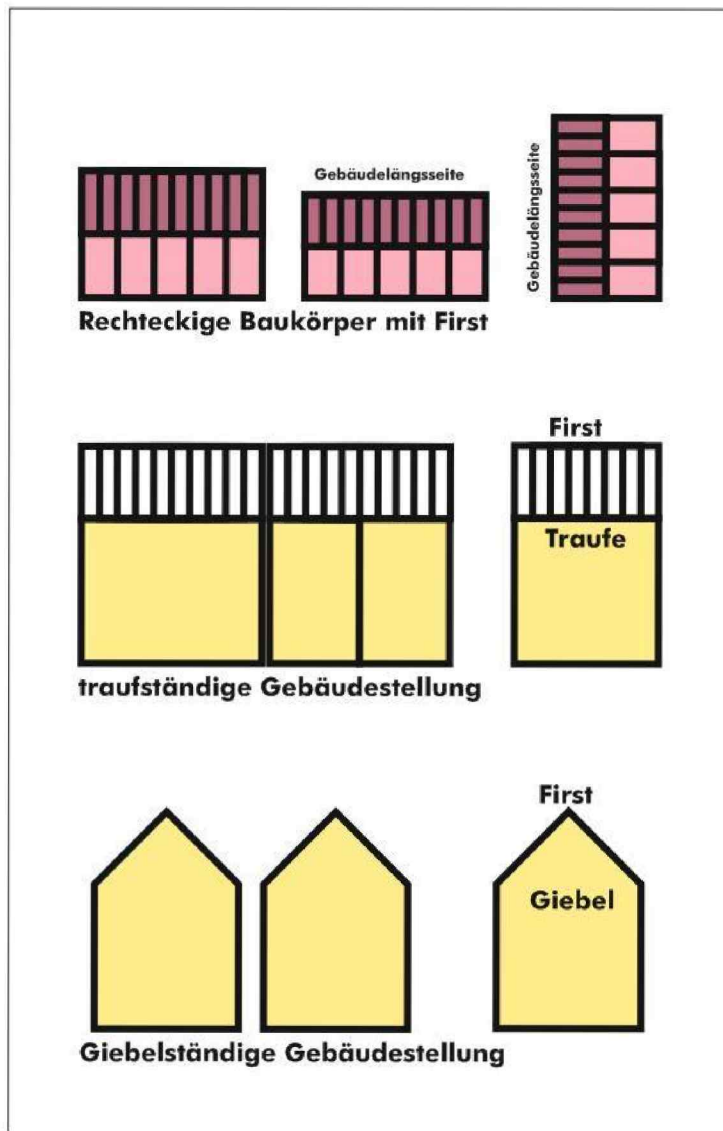 Gebäudelängsseite
Gebäudelängsseite
Rechteckige Baukörper mit First
First
Traufe
traufständige Gebäudestellung
First
Giebel
Giebelständige Gebäudestellung